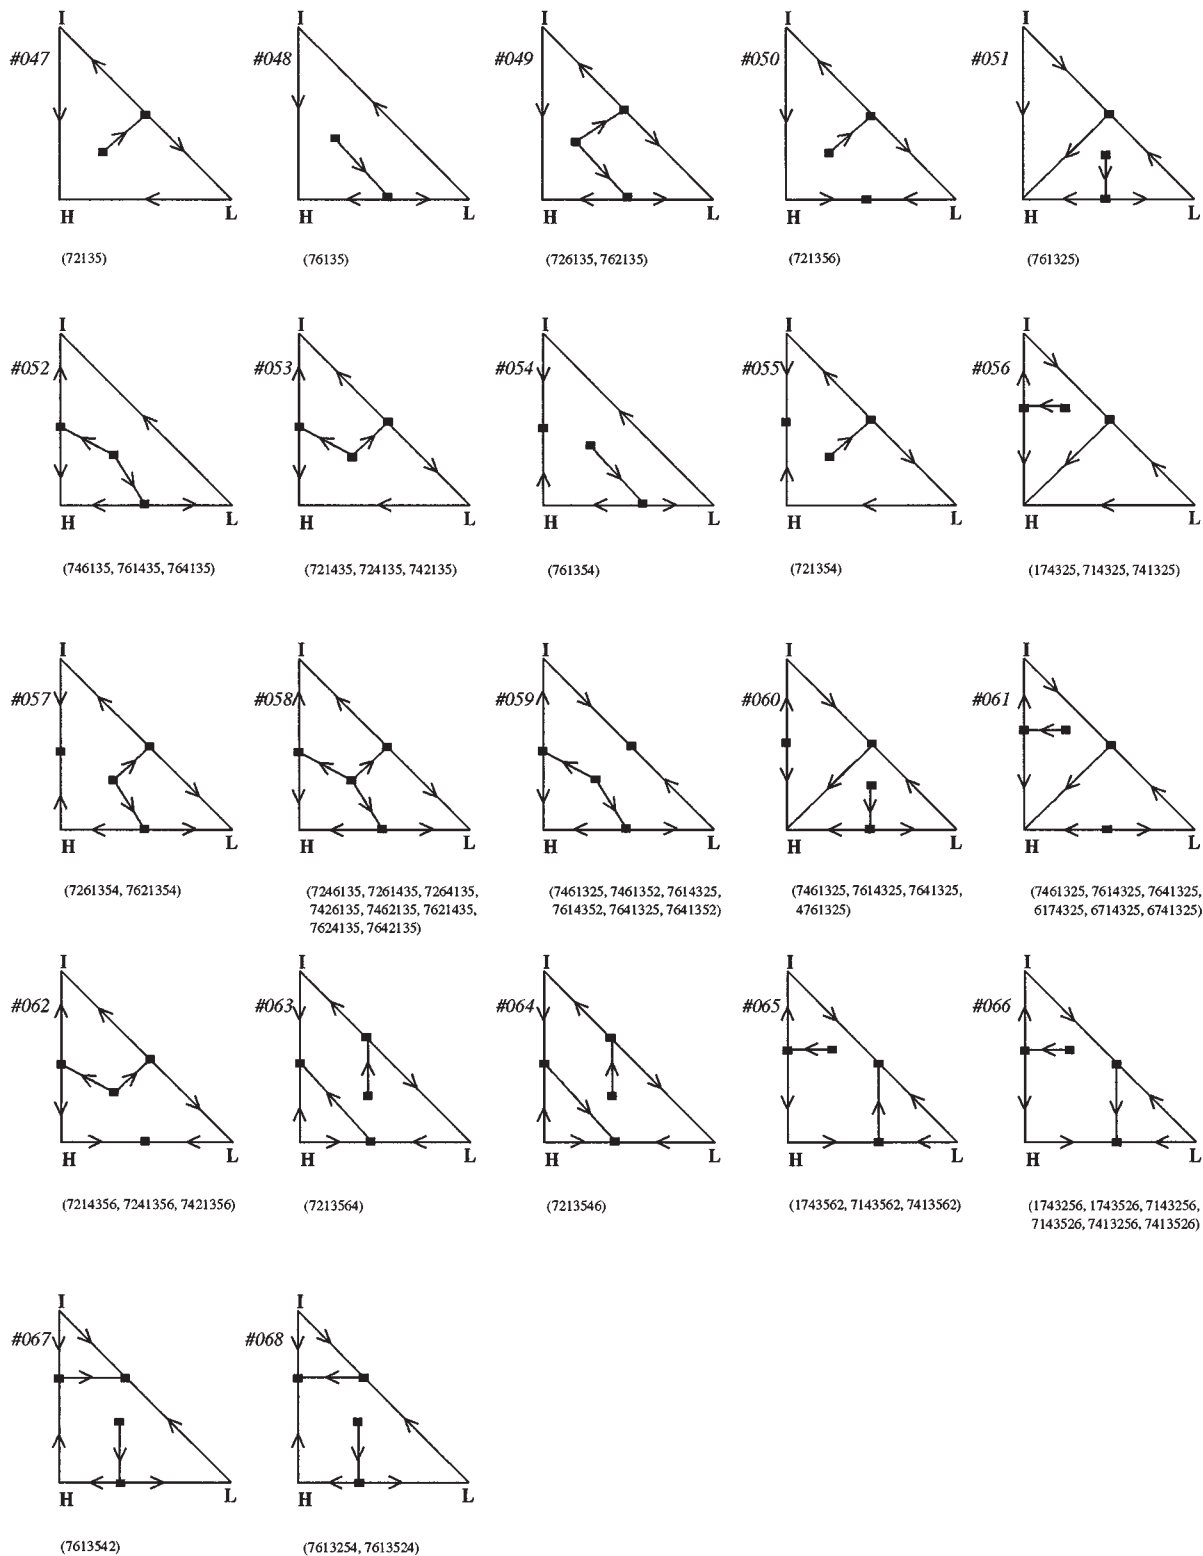 I I I I I
#047 #048 #049 #050 #051
H L H L H L H L H L
(72135) (76135) (726135, 762135) (721356) (761325)
I I I I I
#052 #053 #054 #055 #056
H L H L H L H L H L
(746135, 761435, 764135) (721435, 724135, 742135) (761354) (721354) (174325, 714325, 741325)
I I I I I
#057 #058 #059 #060 #061
H L H L H L H L H L
(7261354, 7621354) (7246135, 7261435, 7264135, (7461325, 7461352, 7614325, (7461325, 7614325, 7641325, (7461325, 7614325, 7641325,
7426135, 7462135, 7621435, 7614352, 7641325, 7641352) 4761325) 6174325, 6714325, 6741325)
7624135, 7642135)
I I I I I
#062 #063 #064 #065 #066
H L H L H L H L H L
(7214356, 7241356, 7421356) (7213564) (7213546) (1743562, 7143562, 7413562) (1743256, 1743526, 7143256,
7143526, 7413256, 7413526)
I I
#067 #068
H L H L
(7613542) (7613254, 7613524)